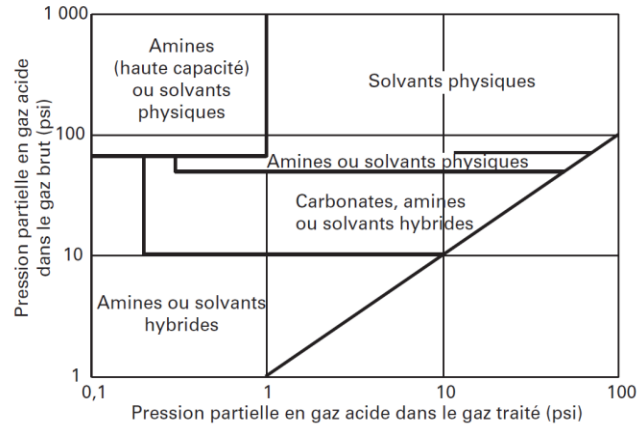 Pression partielle en gaz acide
dans le gaz brut (psi)
1 000
100
10
1
Amines
(haute capacité)
ou solvants
physiques
Solvants physiques
Amines ou solvants physiques
Carbonates, amines
ou solvants hybrides
Amines ou solvants
hybrides
0,1
1
10
100
Pression partielle en gaz acide dans le gaz traité (psi)